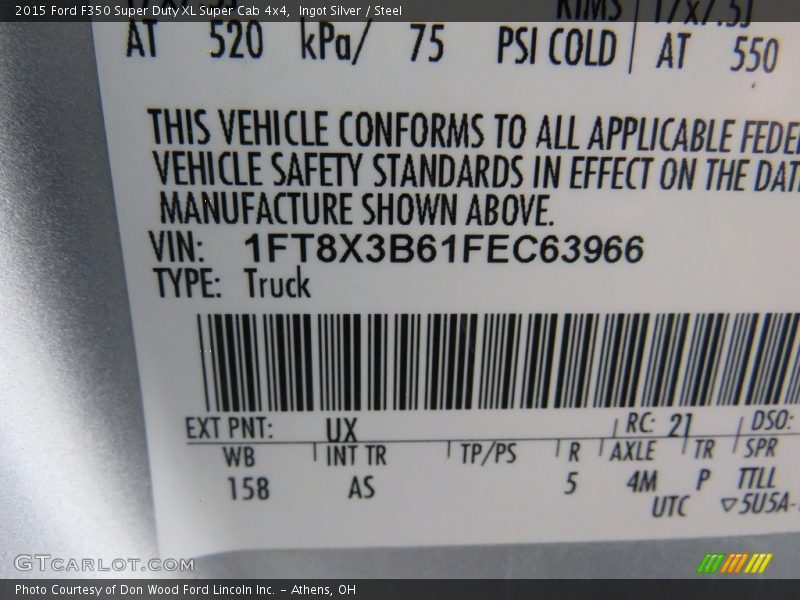 2015 Ford F350 Super Duty XL Super Cab 4x4, Ingot Silver / Steel
RIMS 17x7.5J
AT 520 kPa/ 75 PSI COLD AT 550
THIS VEHICLE CONFORMS TO ALL APPLICABLE FEDE
VEHICLE SAFETY STANDARDS IN EFFECT ON THE DAT
MANUFACTURE SHOWN ABOVE.
VIN: 1FT8X3B61FEC63966
TYPE: Truck
EXT PNT: UX RC: 21 DSO:
WB INT TR TP/PS R AXLE TR SPR
158 AS 5 4M P TTLL
UTC ▽5U5A-
GTCarLot.com
Photo Courtesy of Don Wood Ford Lincoln Inc. - Athens, OH